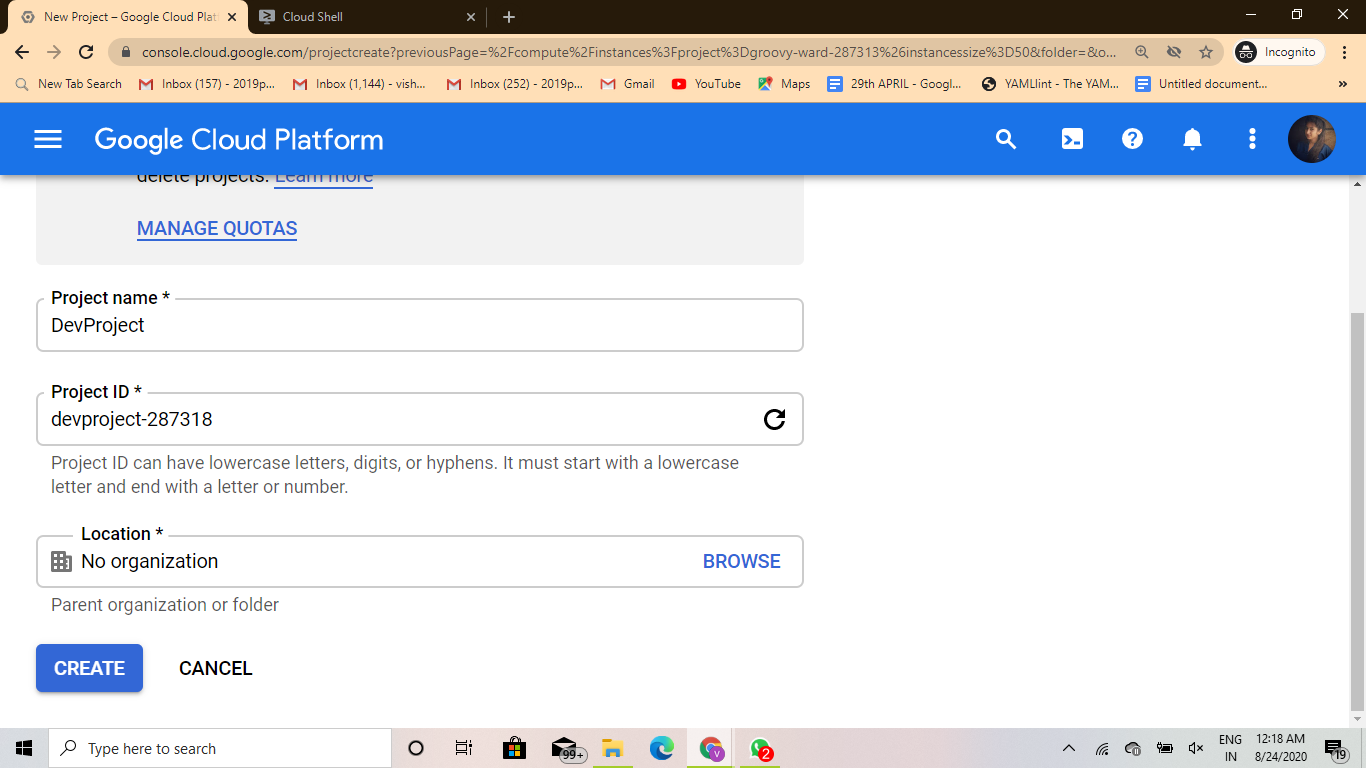 New Project – Google Cloud Plat
Cloud Shell
console.cloud.google.com/projectcreate?previousPage=%2Fcompute%2Finstances%3Fproject%3Dgroovy-ward-287313%26instancessize%3D50&folder=&o...
Incognito
New Tab Search
Inbox (157) - 2019p...
Inbox (1,144) - vish...
Inbox (252) - 2019p...
Gmail
YouTube
Maps
29th APRIL - Googl...
YAMLlint - The YAM...
Untitled document...
Google Cloud Platform
delete projects. Learn more
MANAGE QUOTAS
Project name *
DevProject
Project ID *
devproject-287318
Project ID can have lowercase letters, digits, or hyphens. It must start with a lowercase
letter and end with a letter or number.
Location *
No organization
BROWSE
Parent organization or folder
CREATE
CANCEL
Type here to search
99+
V
2
ENG
IN
12:18 AM
8/24/2020
19